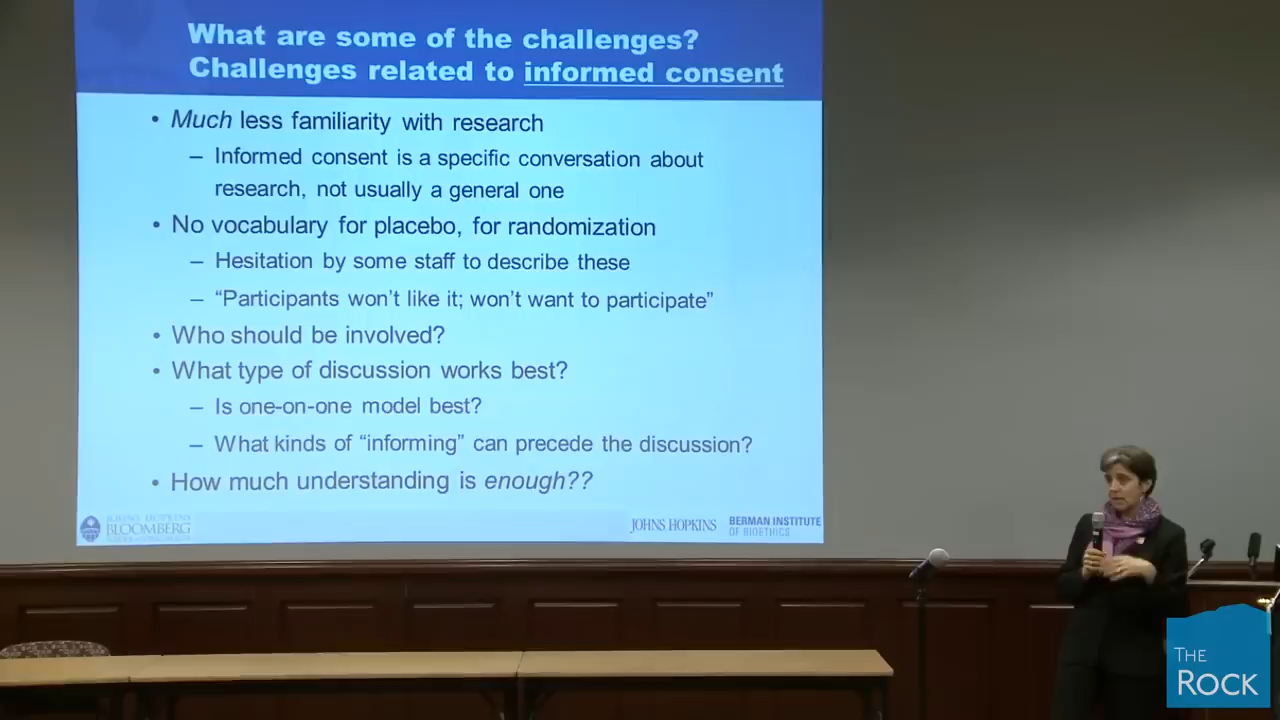 What are some of the challenges?
Challenges related to informed consent
• Much less familiarity with research
– Informed consent is a specific conversation about
research, not usually a general one
• No vocabulary for placebo, for randomization
– Hesitation by some staff to describe these
– “Participants won’t like it; won’t want to participate”
• Who should be involved?
• What type of discussion works best?
– Is one-on-one model best?
– What kinds of “informing” can precede the discussion?
• How much understanding is enough??
JOHNS HOPKINS
BLOOMBERG
JOHNS HOPKINS
BERMAN INSTITUTE
OF BIOETHICS
THE
ROCK